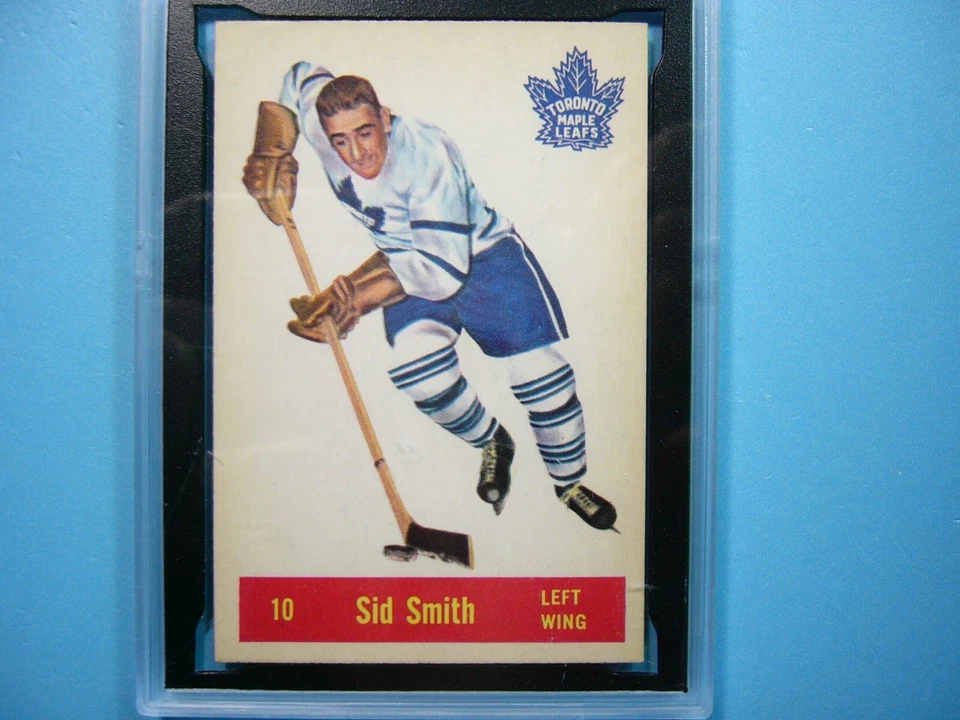 TORONTO
MAPLE
LEAFS
10 Sid Smith LEFT
WING